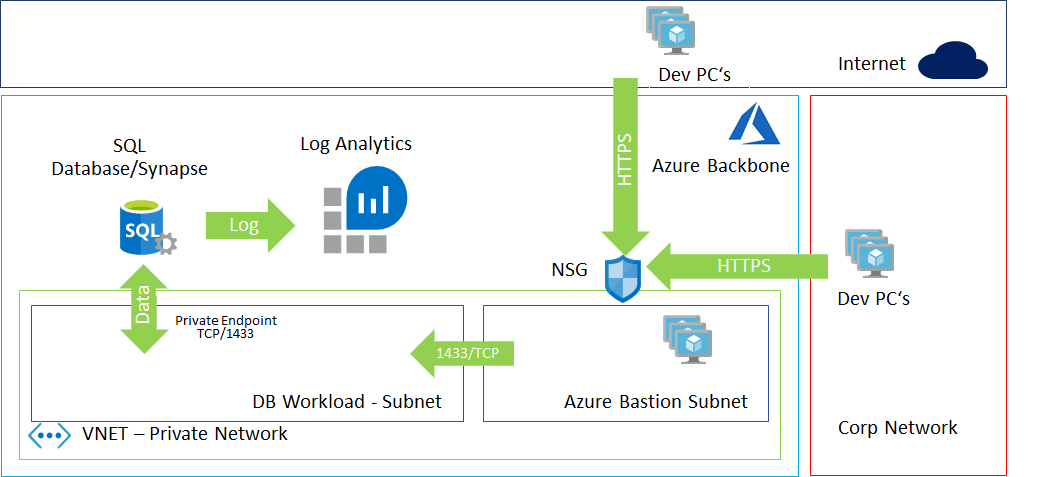 Dev PC‘s
Internet
HTTPS
Azure Backbone
SQL
Database/Synapse
Log Analytics
SQL
Log
NSG
HTTPS
Dev PC‘s
Data
Private Endpoint
TCP/1433
1433/TCP
DB Workload - Subnet
Azure Bastion Subnet
VNET – Private Network
Corp Network